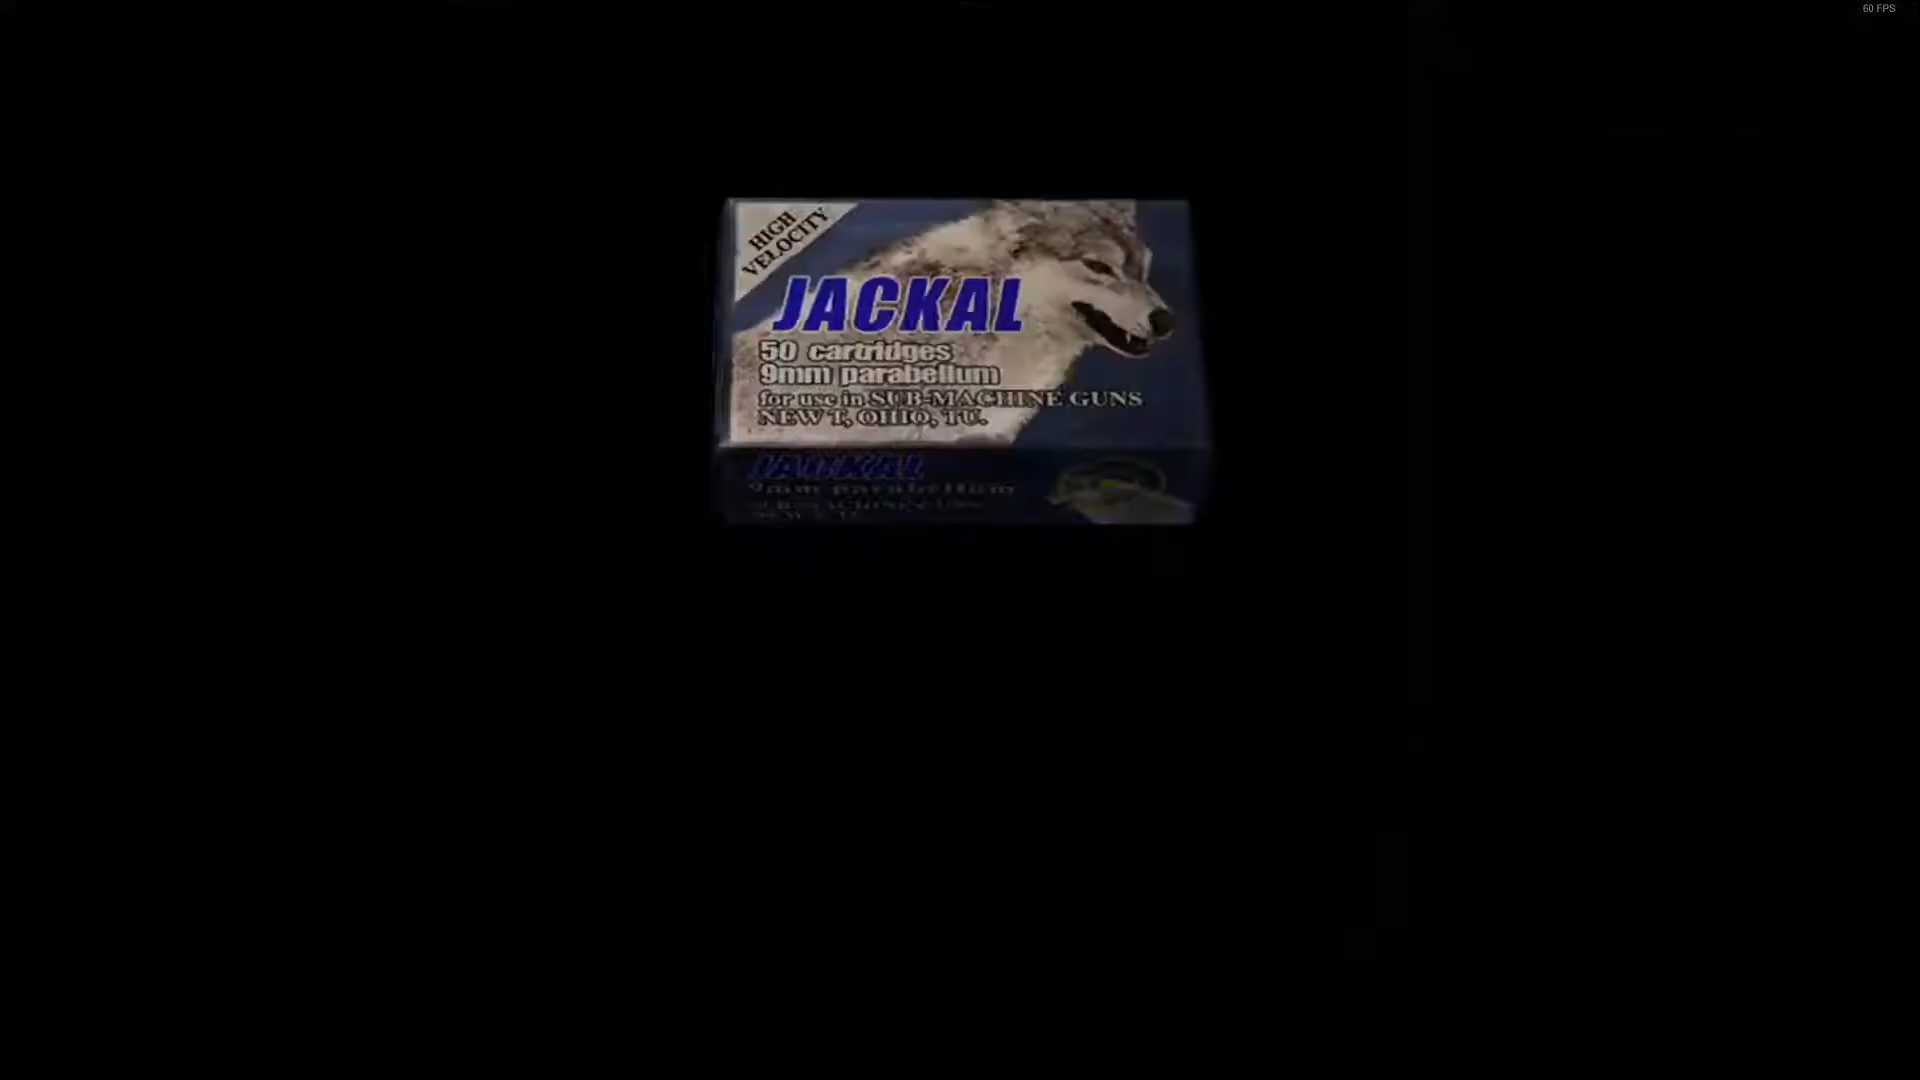 60 FPS
HIGH
VELOCITY
JACKAL
50 cartridges
9mm parabellum
for use in SUB-MACHINE GUNS
NEW T, OHIO, TU.
JACKAL
9mm parabellum